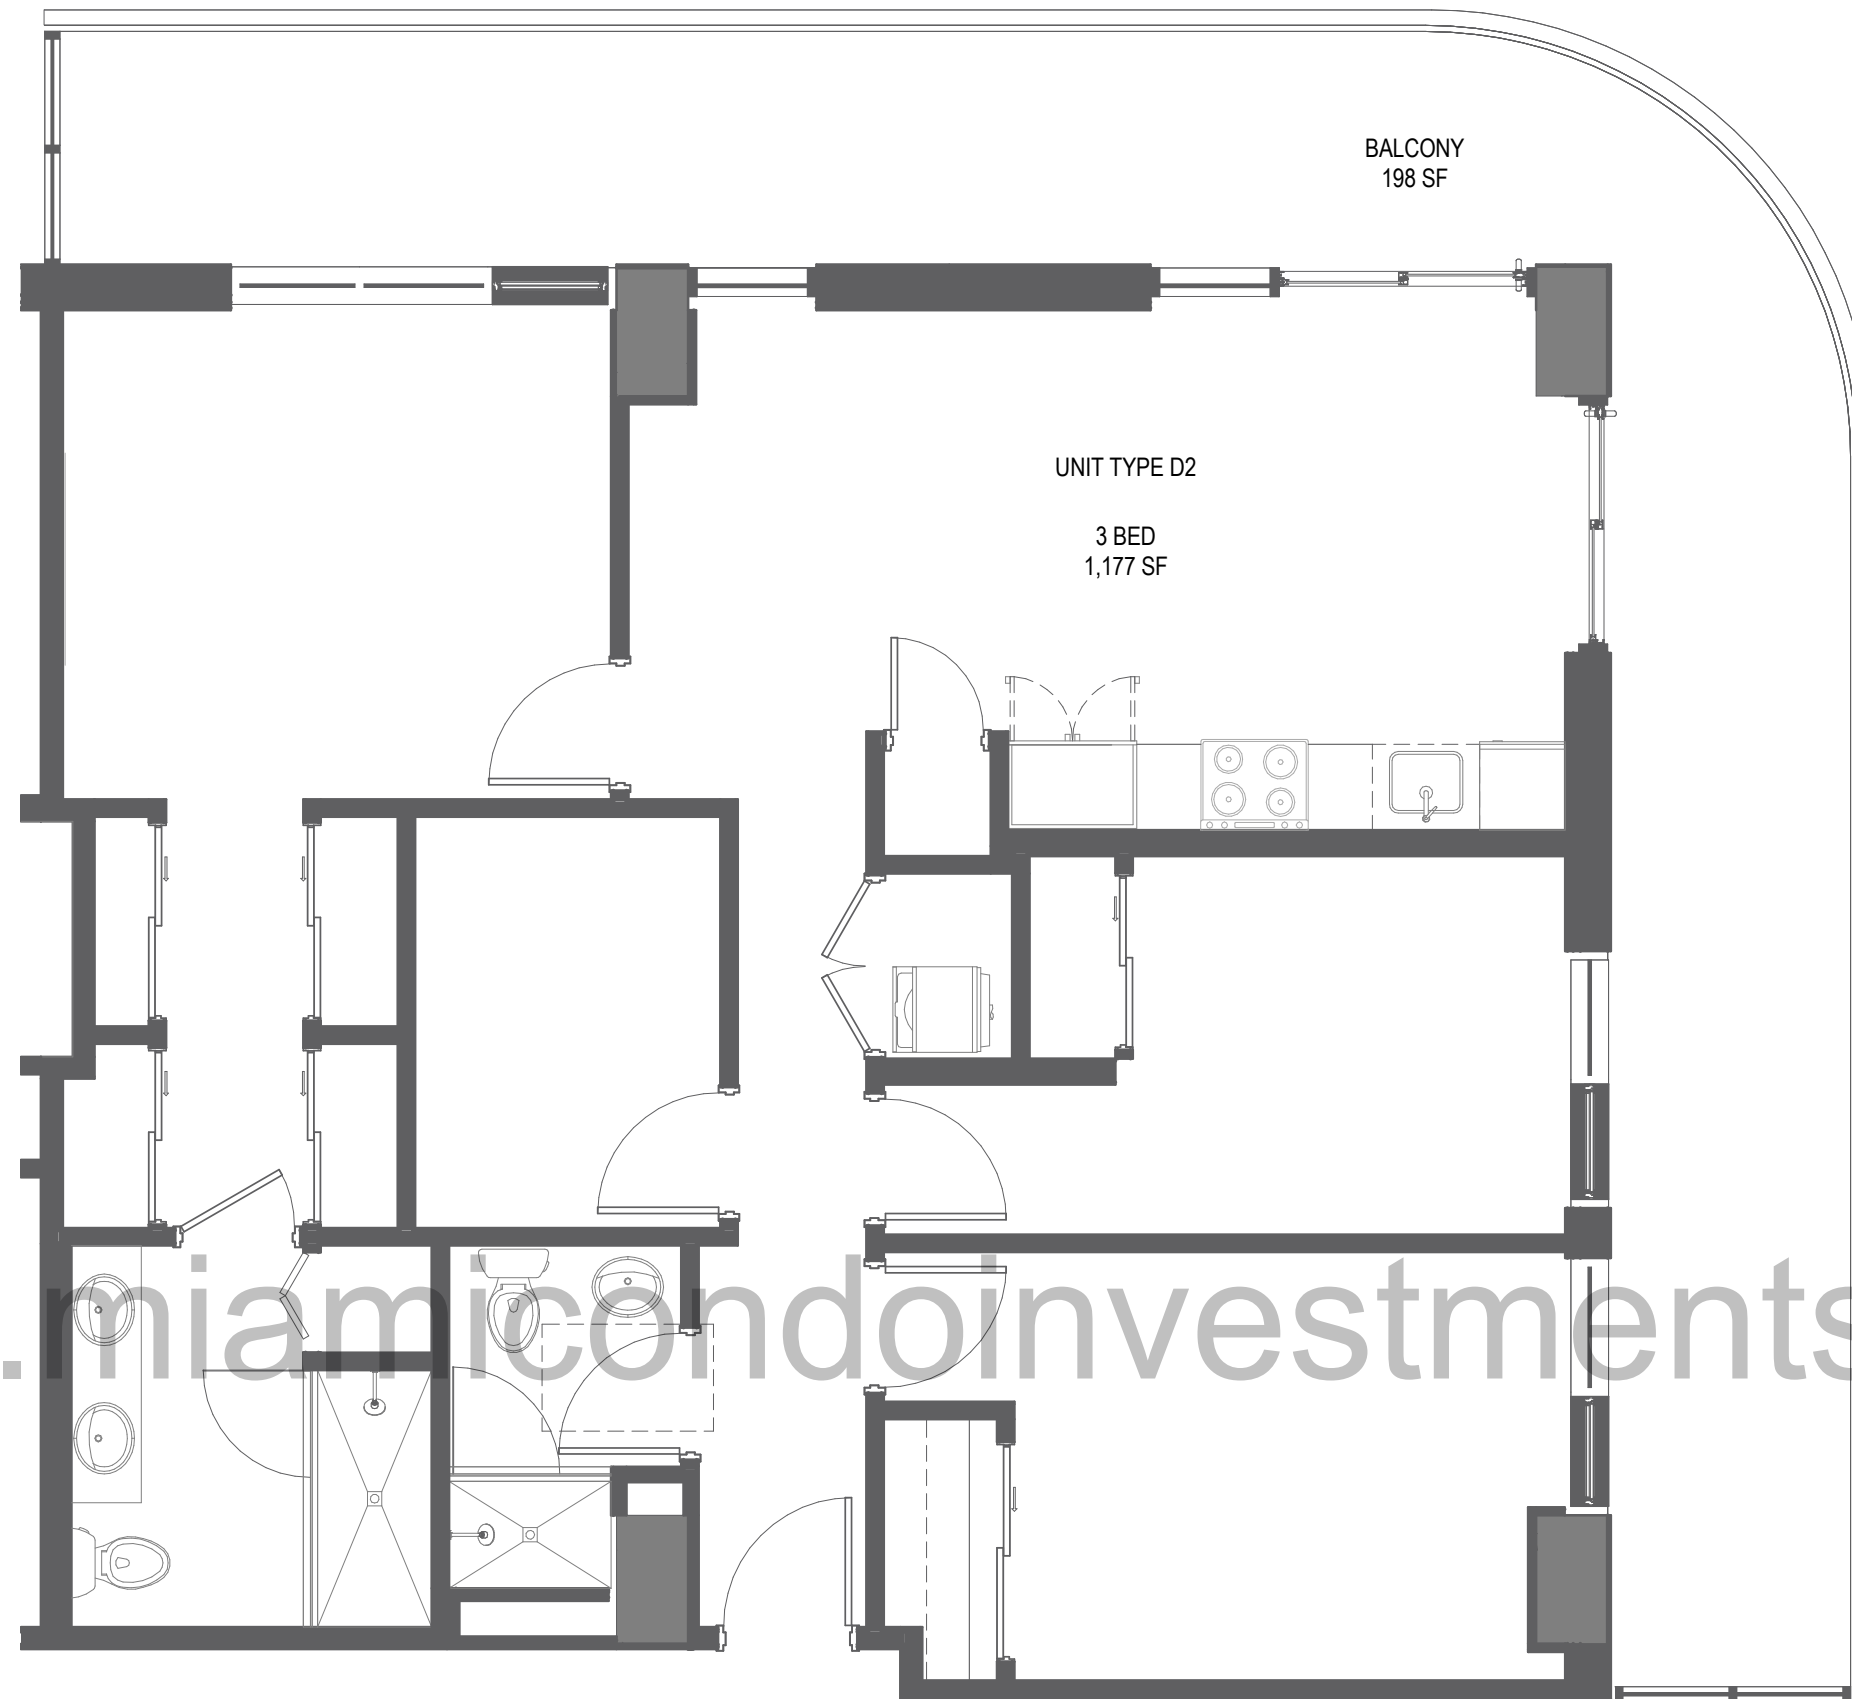 BALCONY
198 SF
UNIT TYPE D2
3 BED
1,177 SF
.miamicondoinvestments